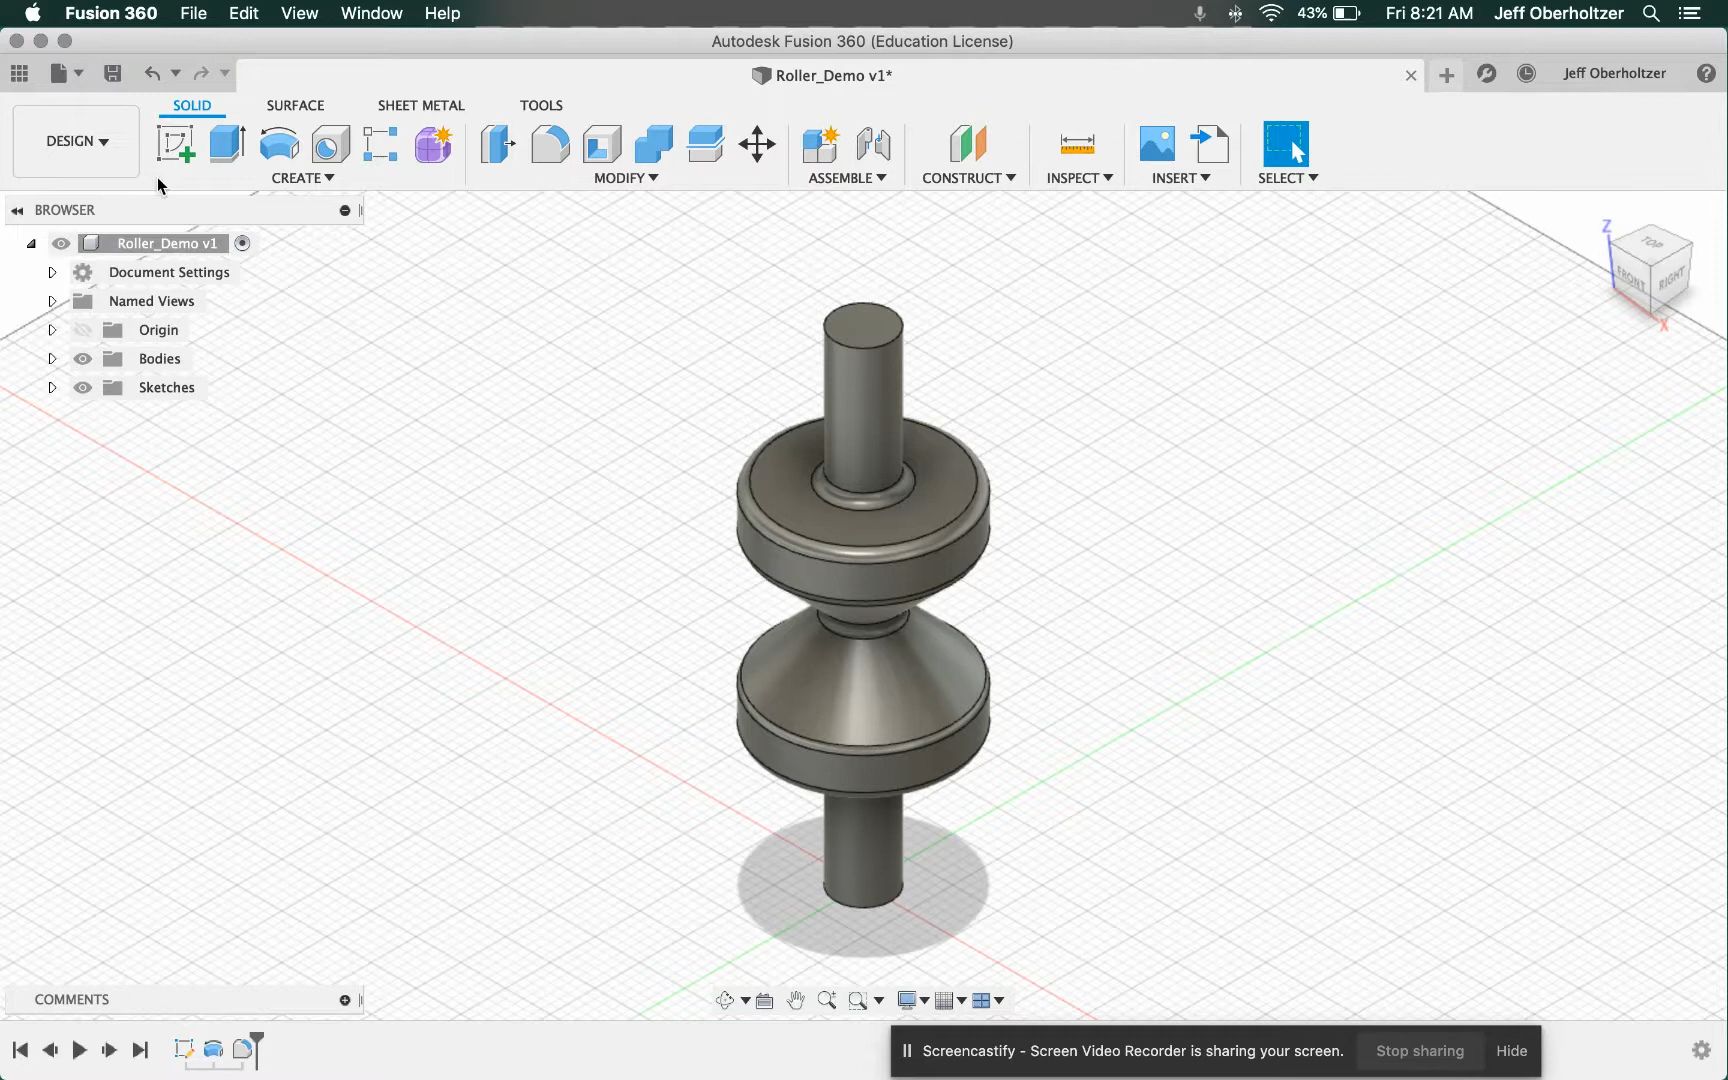 Fusion 360 File Edit View Window Help 43% Fri 8:21 AM Jeff Oberholtzer
Autodesk Fusion 360 (Education License)
Roller_Demo v1* Jeff Oberholtzer
SOLID SURFACE SHEET METAL TOOLS
DESIGN
CREATE MODIFY ASSEMBLE CONSTRUCT INSPECT INSERT SELECT
BROWSER
Roller_Demo v1
Document Settings
Named Views
Origin
Bodies
Sketches
Z
TOP
FRONT RIGHT
X
COMMENTS
Screencastify - Screen Video Recorder is sharing your screen. Stop sharing Hide